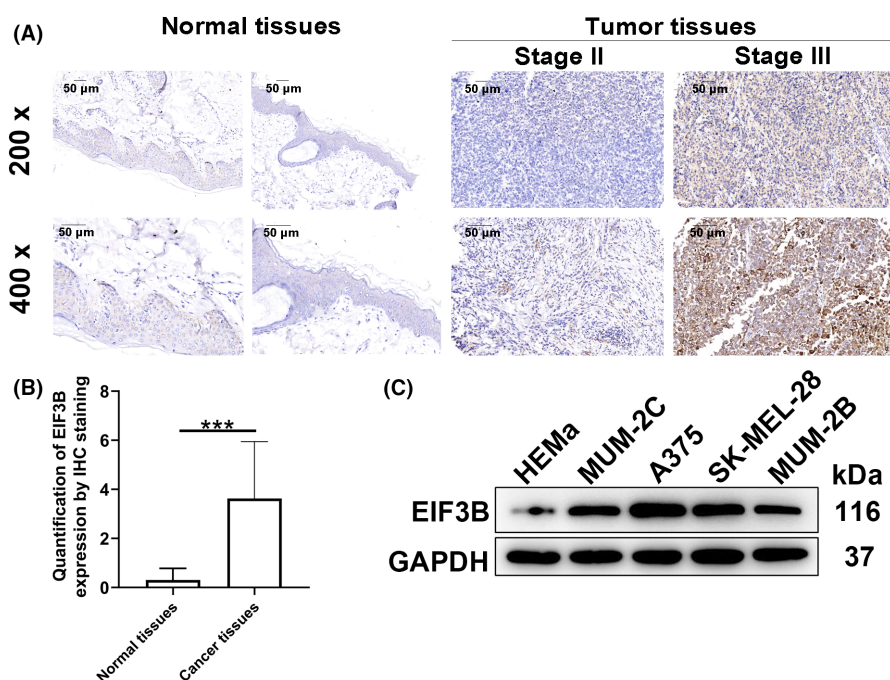 (A)
Normal tissues
Tumor tissues
Stage II
Stage III
200 x
50 µm
50 µm
50 µm
50 µm
400 x
50 µm
50 µm
50 µm
50 µm
(B)
Quantification of EIF3B
expression by IHC staining
8
6
4
2
0
***
Normal tissues
Cancer tissues
(C)
HEMa
MUM-2C
A375
SK-MEL-28
MUM-2B
kDa
EIF3B
116
GAPDH
37